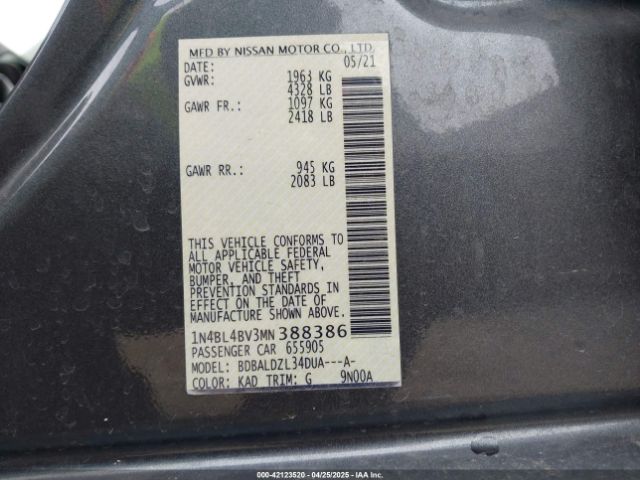 MFD BY NISSAN MOTOR CO., LTD.
DATE: 05/21
GVWR: 1963 KG
4328 LB
GAWR FR.: 1097 KG
2418 LB
GAWR RR.: 945 KG
2083 LB
THIS VEHICLE CONFORMS TO
ALL APPLICABLE FEDERAL
MOTOR VEHICLE SAFETY,
BUMPER, AND THEFT
PREVENTION STANDARDS IN
EFFECT ON THE DATE OF
MANUFACTURE SHOWN ABOVE.
1N4BL4BV3MN388386
PASSENGER CAR 655905
MODEL: BDBALDZL34DUA---A-
COLOR: KAD TRIM: G 9N00A
000-42123520 - 04/25/2025 - IAA Inc.